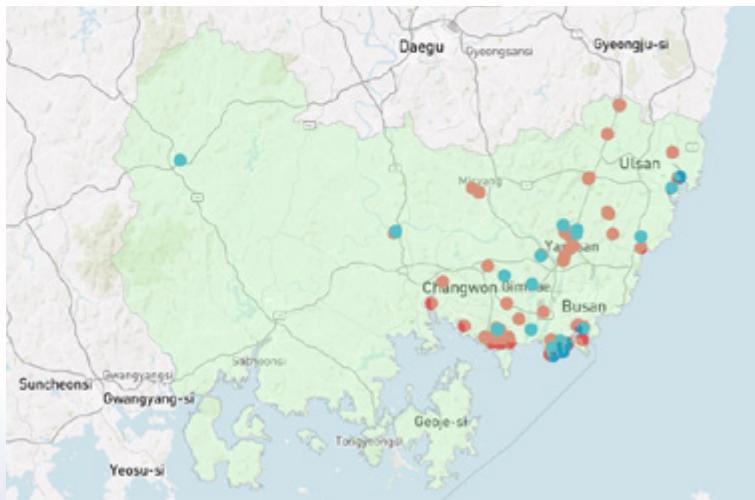 Daegu
Gyeongsansi
Gyeongju-si
Ulsan
Miryang
Yangsan
Changwon
Gimhae
Busan
Sacheonsi
Gwangyangsi
Suncheonsi
Gwangyang-si
Geoje-si
Tongyeongsi
Yeosu-si